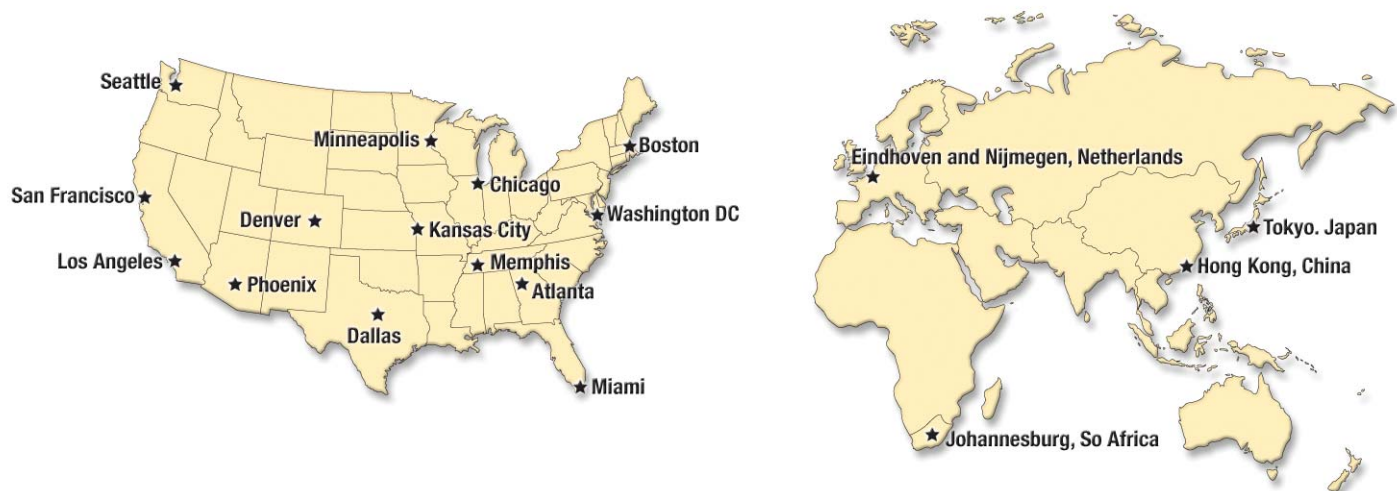 Seattle
Minneapolis
Boston
Chicago
San Francisco
Denver
Kansas City
Washington DC
Los Angeles
Memphis
Phoenix
Atlanta
Dallas
Miami
Eindhoven and Nijmegen, Netherlands
Tokyo. Japan
Hong Kong, China
Johannesburg, So Africa